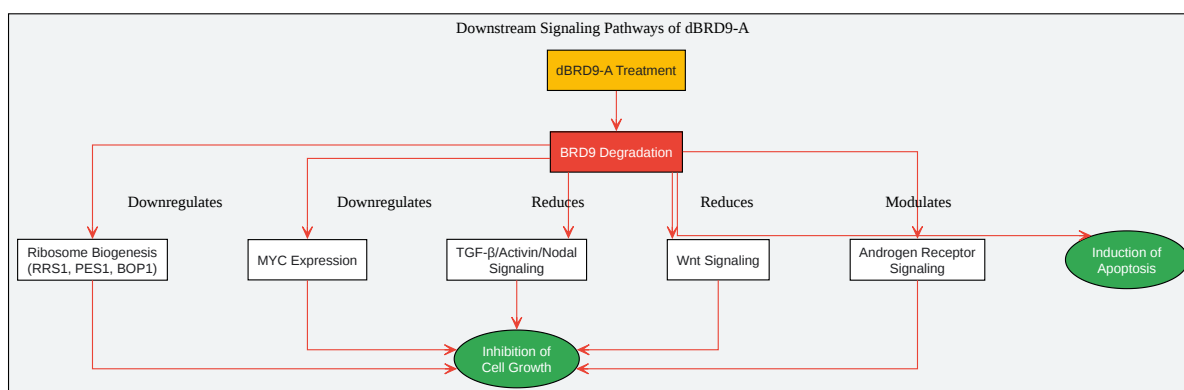 Downstream Signaling Pathways of dBRD9-A
dBRD9-A Treatment
BRD9 Degradation
Downregulates
Downregulates
Reduces
Reduces
Modulates
Ribosome Biogenesis
(RRS1, PES1, BOP1)
MYC Expression
TGF-β/Activin/Nodal
Signaling
Wnt Signaling
Androgen Receptor
Signaling
Induction of
Apoptosis
Inhibition of
Cell Growth